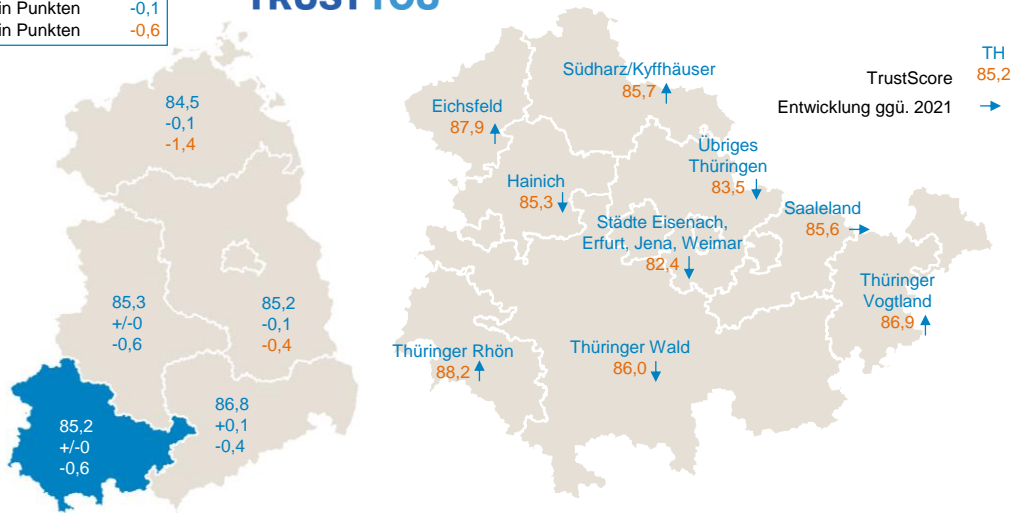 in Punkten -0,1
in Punkten -0,6
TRUSTYOU
84,5
-0,1
-1,4
85,3
+/-0
-0,6
85,2
-0,1
-0,4
86,8
+0,1
-0,4
85,2
+/-0
-0,6
TH
TrustScore 85,2
Entwicklung ggü. 2021 →
Südharz/Kyffhäuser
85,7 ↑
Eichsfeld
87,9 ↑
Übriges
Thüringen
83,5 ↓
Hainich
85,3 ↓
Saaleland
85,6 →
Städte Eisenach,
Erfurt, Jena, Weimar
82,4 ↓
Thüringer
Vogtland
86,9 ↑
Thüringer Rhön
88,2 ↑
Thüringer Wald
86,0 ↓